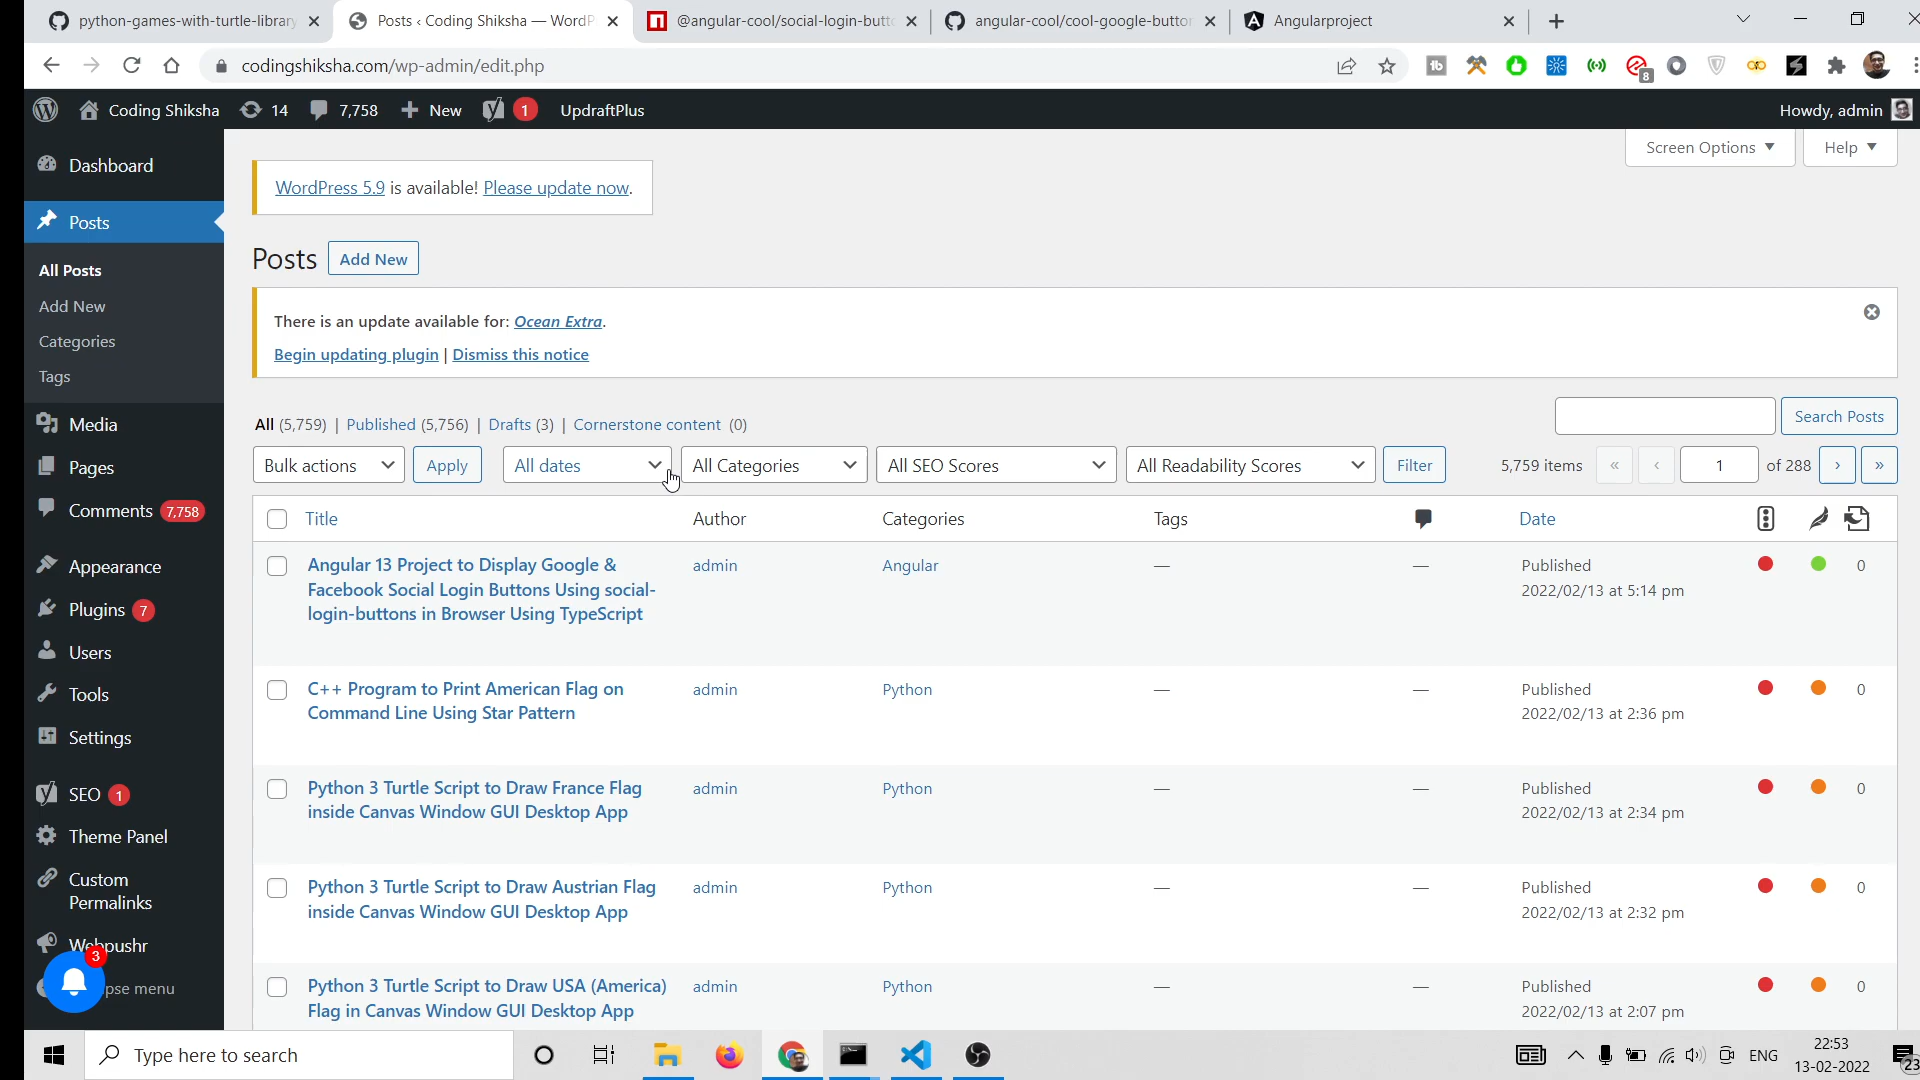 python-games-with-turtle-library
Posts ‹ Coding Shiksha — WordP
@angular-cool/social-login-butto
angular-cool/cool-google-button
Angularproject
codingshiksha.com/wp-admin/edit.php
8
Coding Shiksha
14
7,758
New
1
UpdraftPlus
Howdy, admin
Dashboard
Posts
All Posts
Add New
Categories
Tags
Media
Pages
Comments 7,758
Appearance
Plugins 7
Users
Tools
Settings
SEO 1
Theme Panel
Custom
Permalinks
Webpushr
3
pse menu
Screen Options
Help
WordPress 5.9 is available! Please update now.
Posts Add New
There is an update available for: Ocean Extra.
Begin updating plugin | Dismiss this notice
All (5,759) | Published (5,756) | Drafts (3) | Cornerstone content (0)
Search Posts
Bulk actions Apply All dates All Categories All SEO Scores All Readability Scores Filter 5,759 items « ‹ 1 of 288 › »
Title Author Categories Tags Date
Angular 13 Project to Display Google &
Facebook Social Login Buttons Using social-
login-buttons in Browser Using TypeScript
admin
Angular
—
—
Published
2022/02/13 at 5:14 pm
0
C++ Program to Print American Flag on
Command Line Using Star Pattern
admin
Python
—
—
Published
2022/02/13 at 2:36 pm
0
Python 3 Turtle Script to Draw France Flag
inside Canvas Window GUI Desktop App
admin
Python
—
—
Published
2022/02/13 at 2:34 pm
0
Python 3 Turtle Script to Draw Austrian Flag
inside Canvas Window GUI Desktop App
admin
Python
—
—
Published
2022/02/13 at 2:32 pm
0
Python 3 Turtle Script to Draw USA (America)
Flag in Canvas Window GUI Desktop App
admin
Python
—
—
Published
2022/02/13 at 2:07 pm
0
Type here to search
ENG
22:53
13-02-2022
23